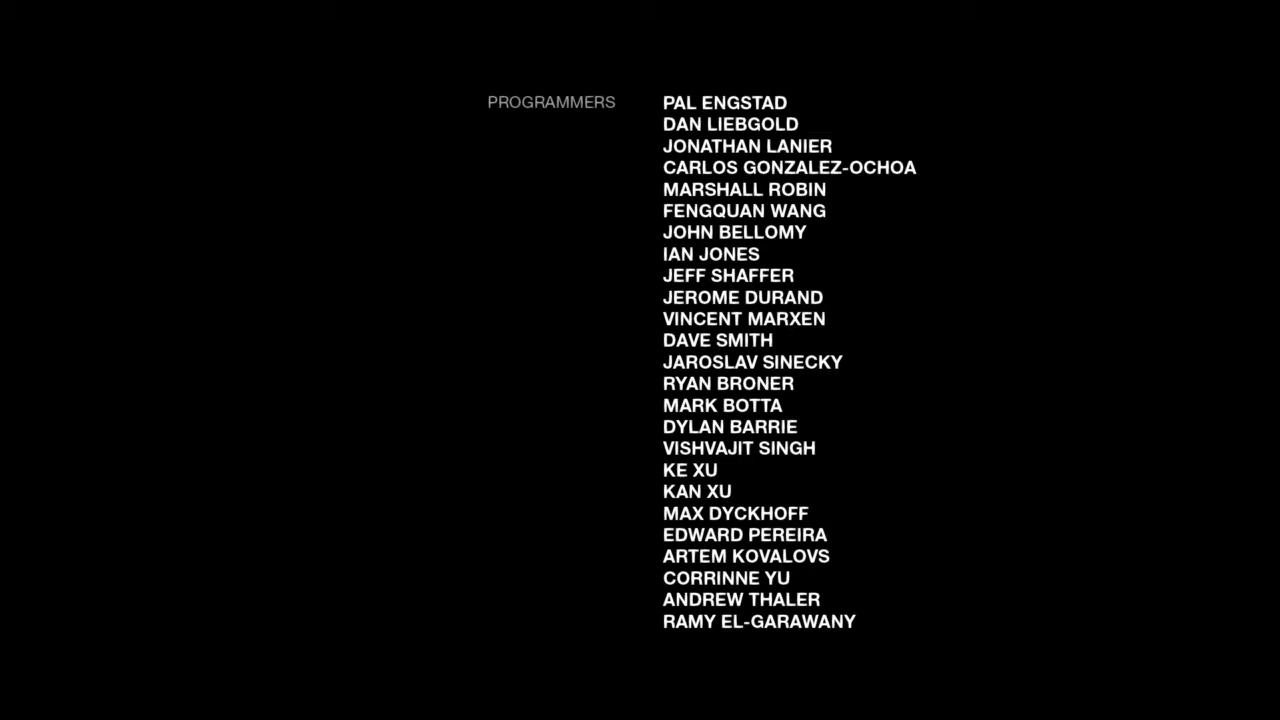 PROGRAMMERS PAL ENGSTAD
DAN LIEBGOLD
JONATHAN LANIER
CARLOS GONZALEZ-OCHOA
MARSHALL ROBIN
FENGQUAN WANG
JOHN BELLOMY
IAN JONES
JEFF SHAFFER
JEROME DURAND
VINCENT MARXEN
DAVE SMITH
JAROSLAV SINECKY
RYAN BRONER
MARK BOTTA
DYLAN BARRIE
VISHVAJIT SINGH
KE XU
KAN XU
MAX DYCKHOFF
EDWARD PEREIRA
ARTEM KOVALOVS
CORRINNE YU
ANDREW THALER
RAMY EL-GARAWANY